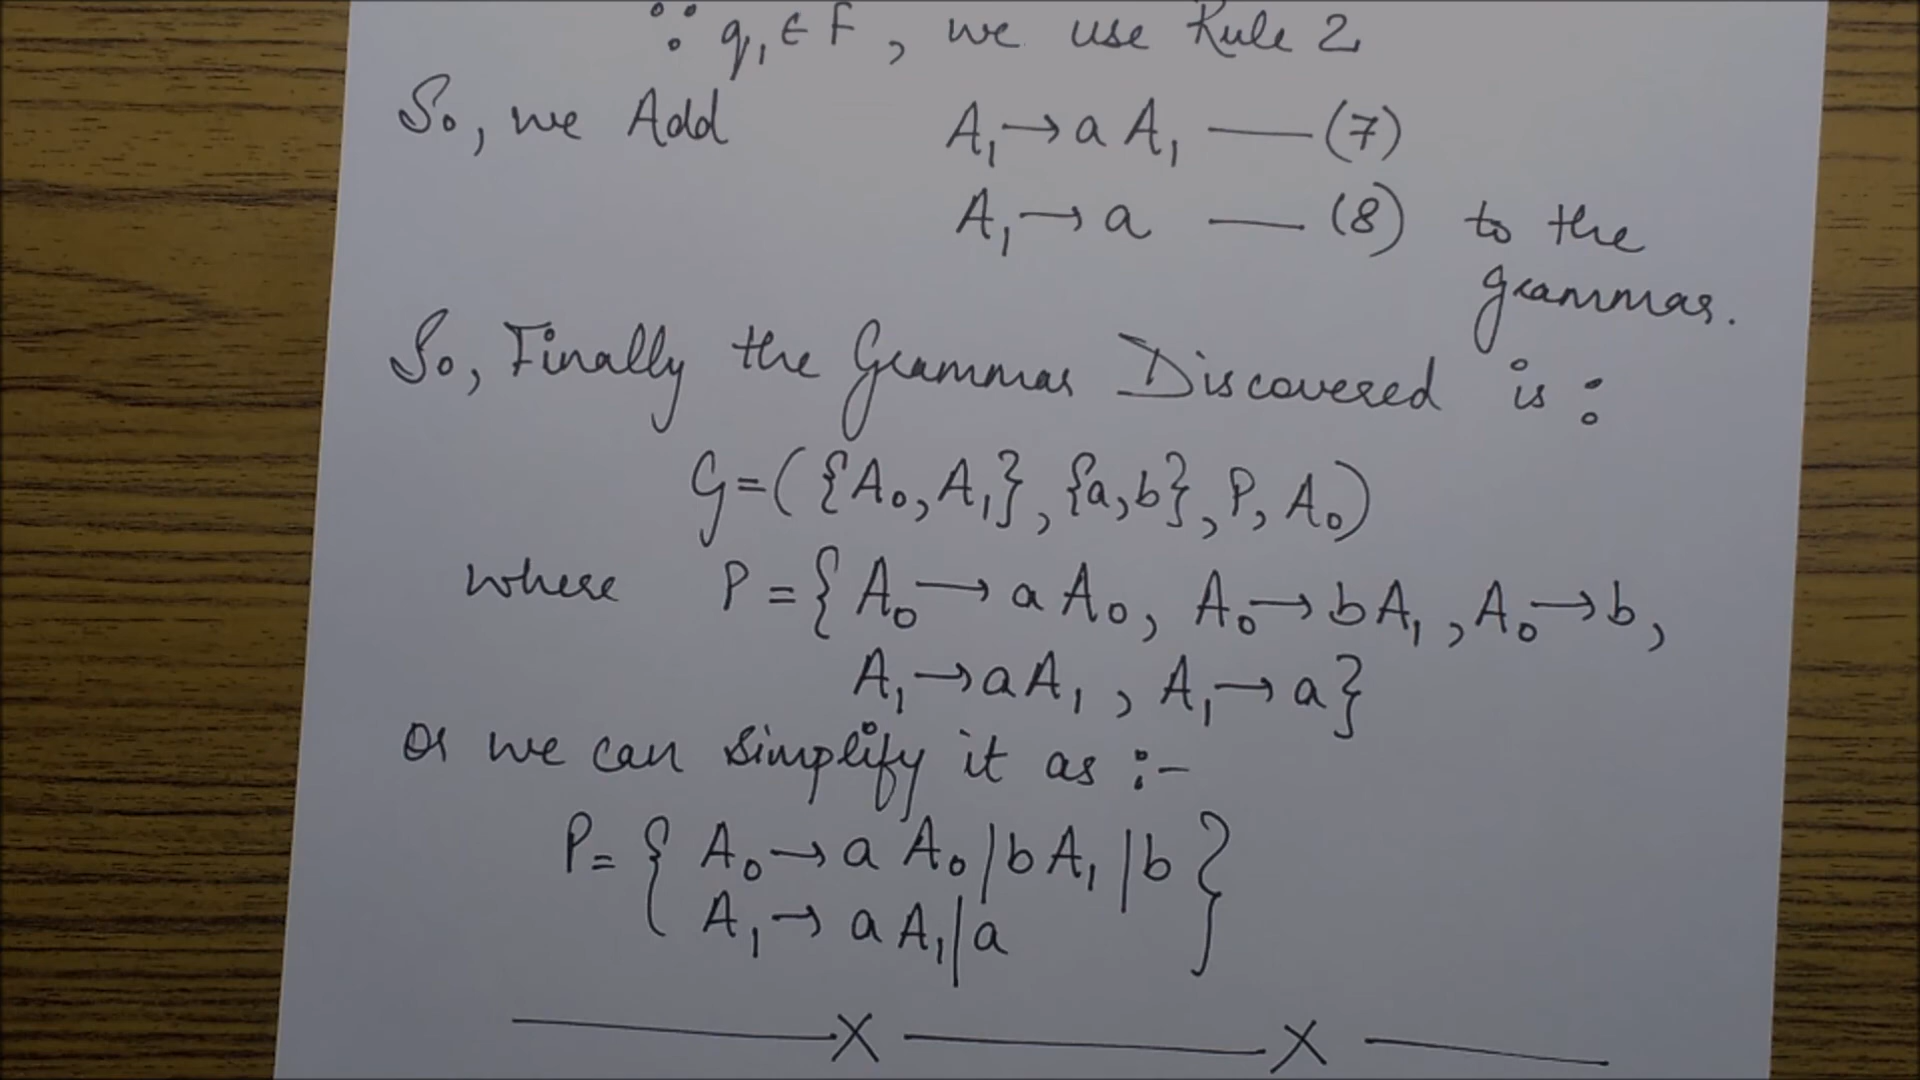 ∵ q₁ ∈ F, we use Rule 2
So, we Add A₁ → a A₁ —— (7)
A₁ → a —— (8) to the
grammar.
So, Finally the Grammar Discovered is :
G = ({A₀, A₁}, {a, b}, P, A₀)
where P = { A₀ → a A₀, A₀ → b A₁, A₀ → b,
A₁ → a A₁, A₁ → a }
or we can simplify it as :-
P = { A₀ → a A₀ | b A₁ | b }
A₁ → a A₁ | a
—— X —— X ——